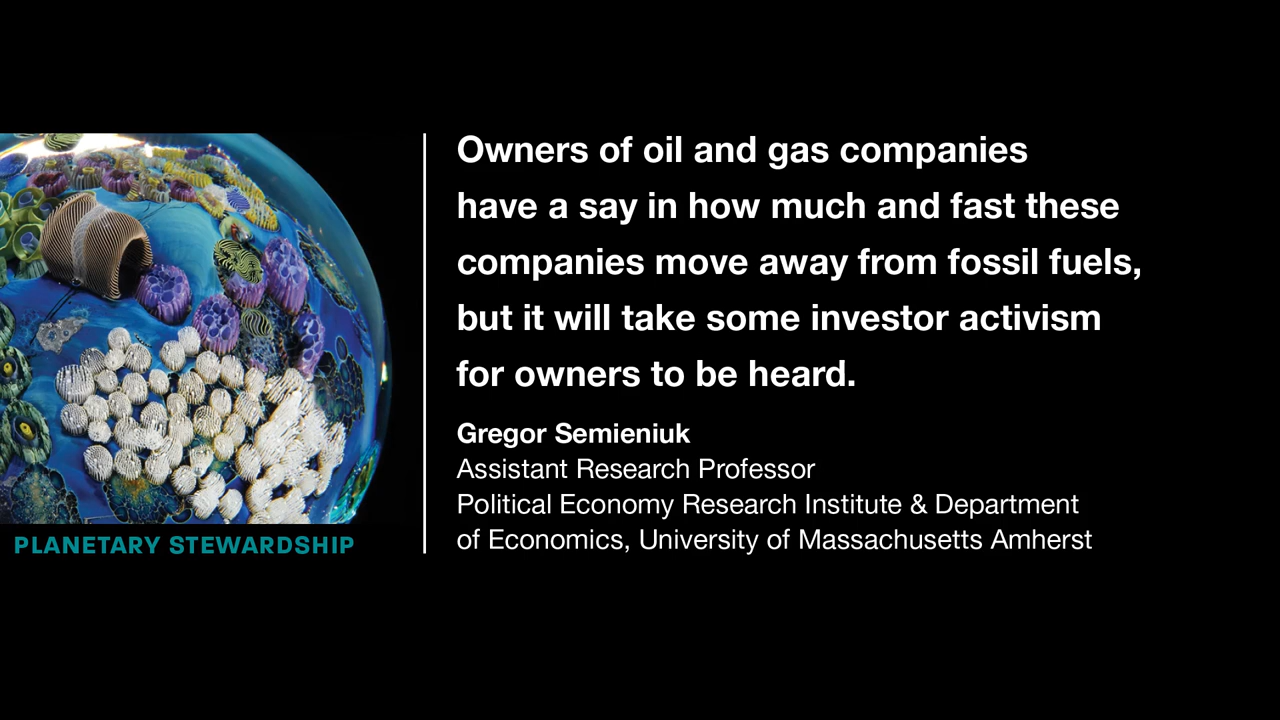 Owners of oil and gas companies
have a say in how much and fast these
companies move away from fossil fuels,
but it will take some investor activism
for owners to be heard.
Gregor Semieniuk
Assistant Research Professor
Political Economy Research Institute & Department
of Economics, University of Massachusetts Amherst
PLANETARY STEWARDSHIP